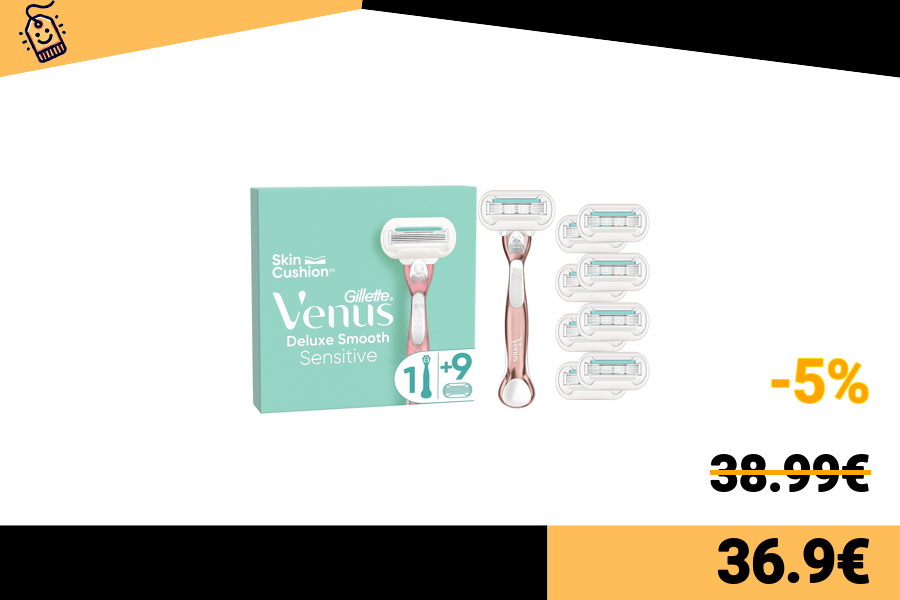 Skin
Cushion™
Gillette®
Venus
Deluxe Smooth
Sensitive
1
+9
Venus
-5%
38.99€
36.9€